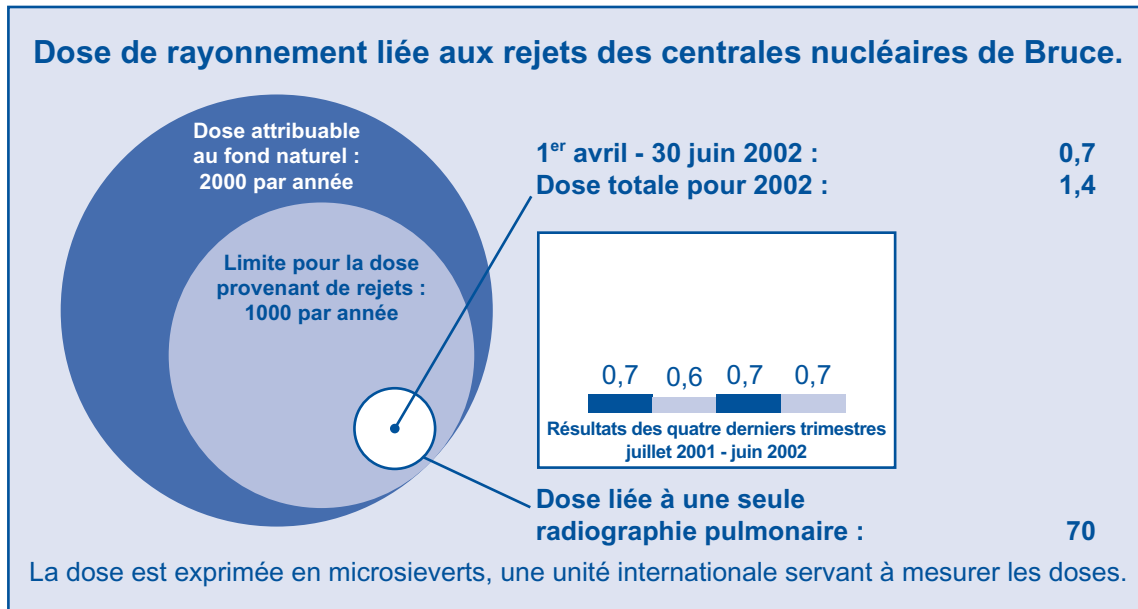 Dose de rayonnement liée aux rejets des centrales nucléaires de Bruce.
Dose attribuable
au fond naturel :
2000 par année
Limite pour la dose
provenant de rejets :
1000 par année
1er avril - 30 juin 2002 : 0,7
Dose totale pour 2002 : 1,4
0,7 0,6 0,7 0,7
Résultats des quatre derniers trimestres
juillet 2001 - juin 2002
Dose liée à une seule
radiographie pulmonaire : 70
La dose est exprimée en microsieverts, une unité internationale servant à mesurer les doses.